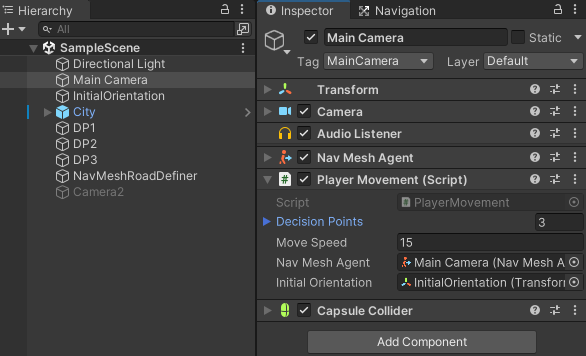 Hierarchy
All
SampleScene
Directional Light
Main Camera
InitialOrientation
City
DP1
DP2
DP3
NavMeshRoadDefiner
Camera2
Inspector
Navigation
Main Camera
Static
Tag MainCamera Layer Default
Transform
Camera
Audio Listener
Nav Mesh Agent
# Player Movement (Script)
Script # PlayerMovement
Decision Points 3
Move Speed 15
Nav Mesh Agent Main Camera (Nav Mesh A
Initial Orientation InitialOrientation (Transforn
Capsule Collider
Add Component